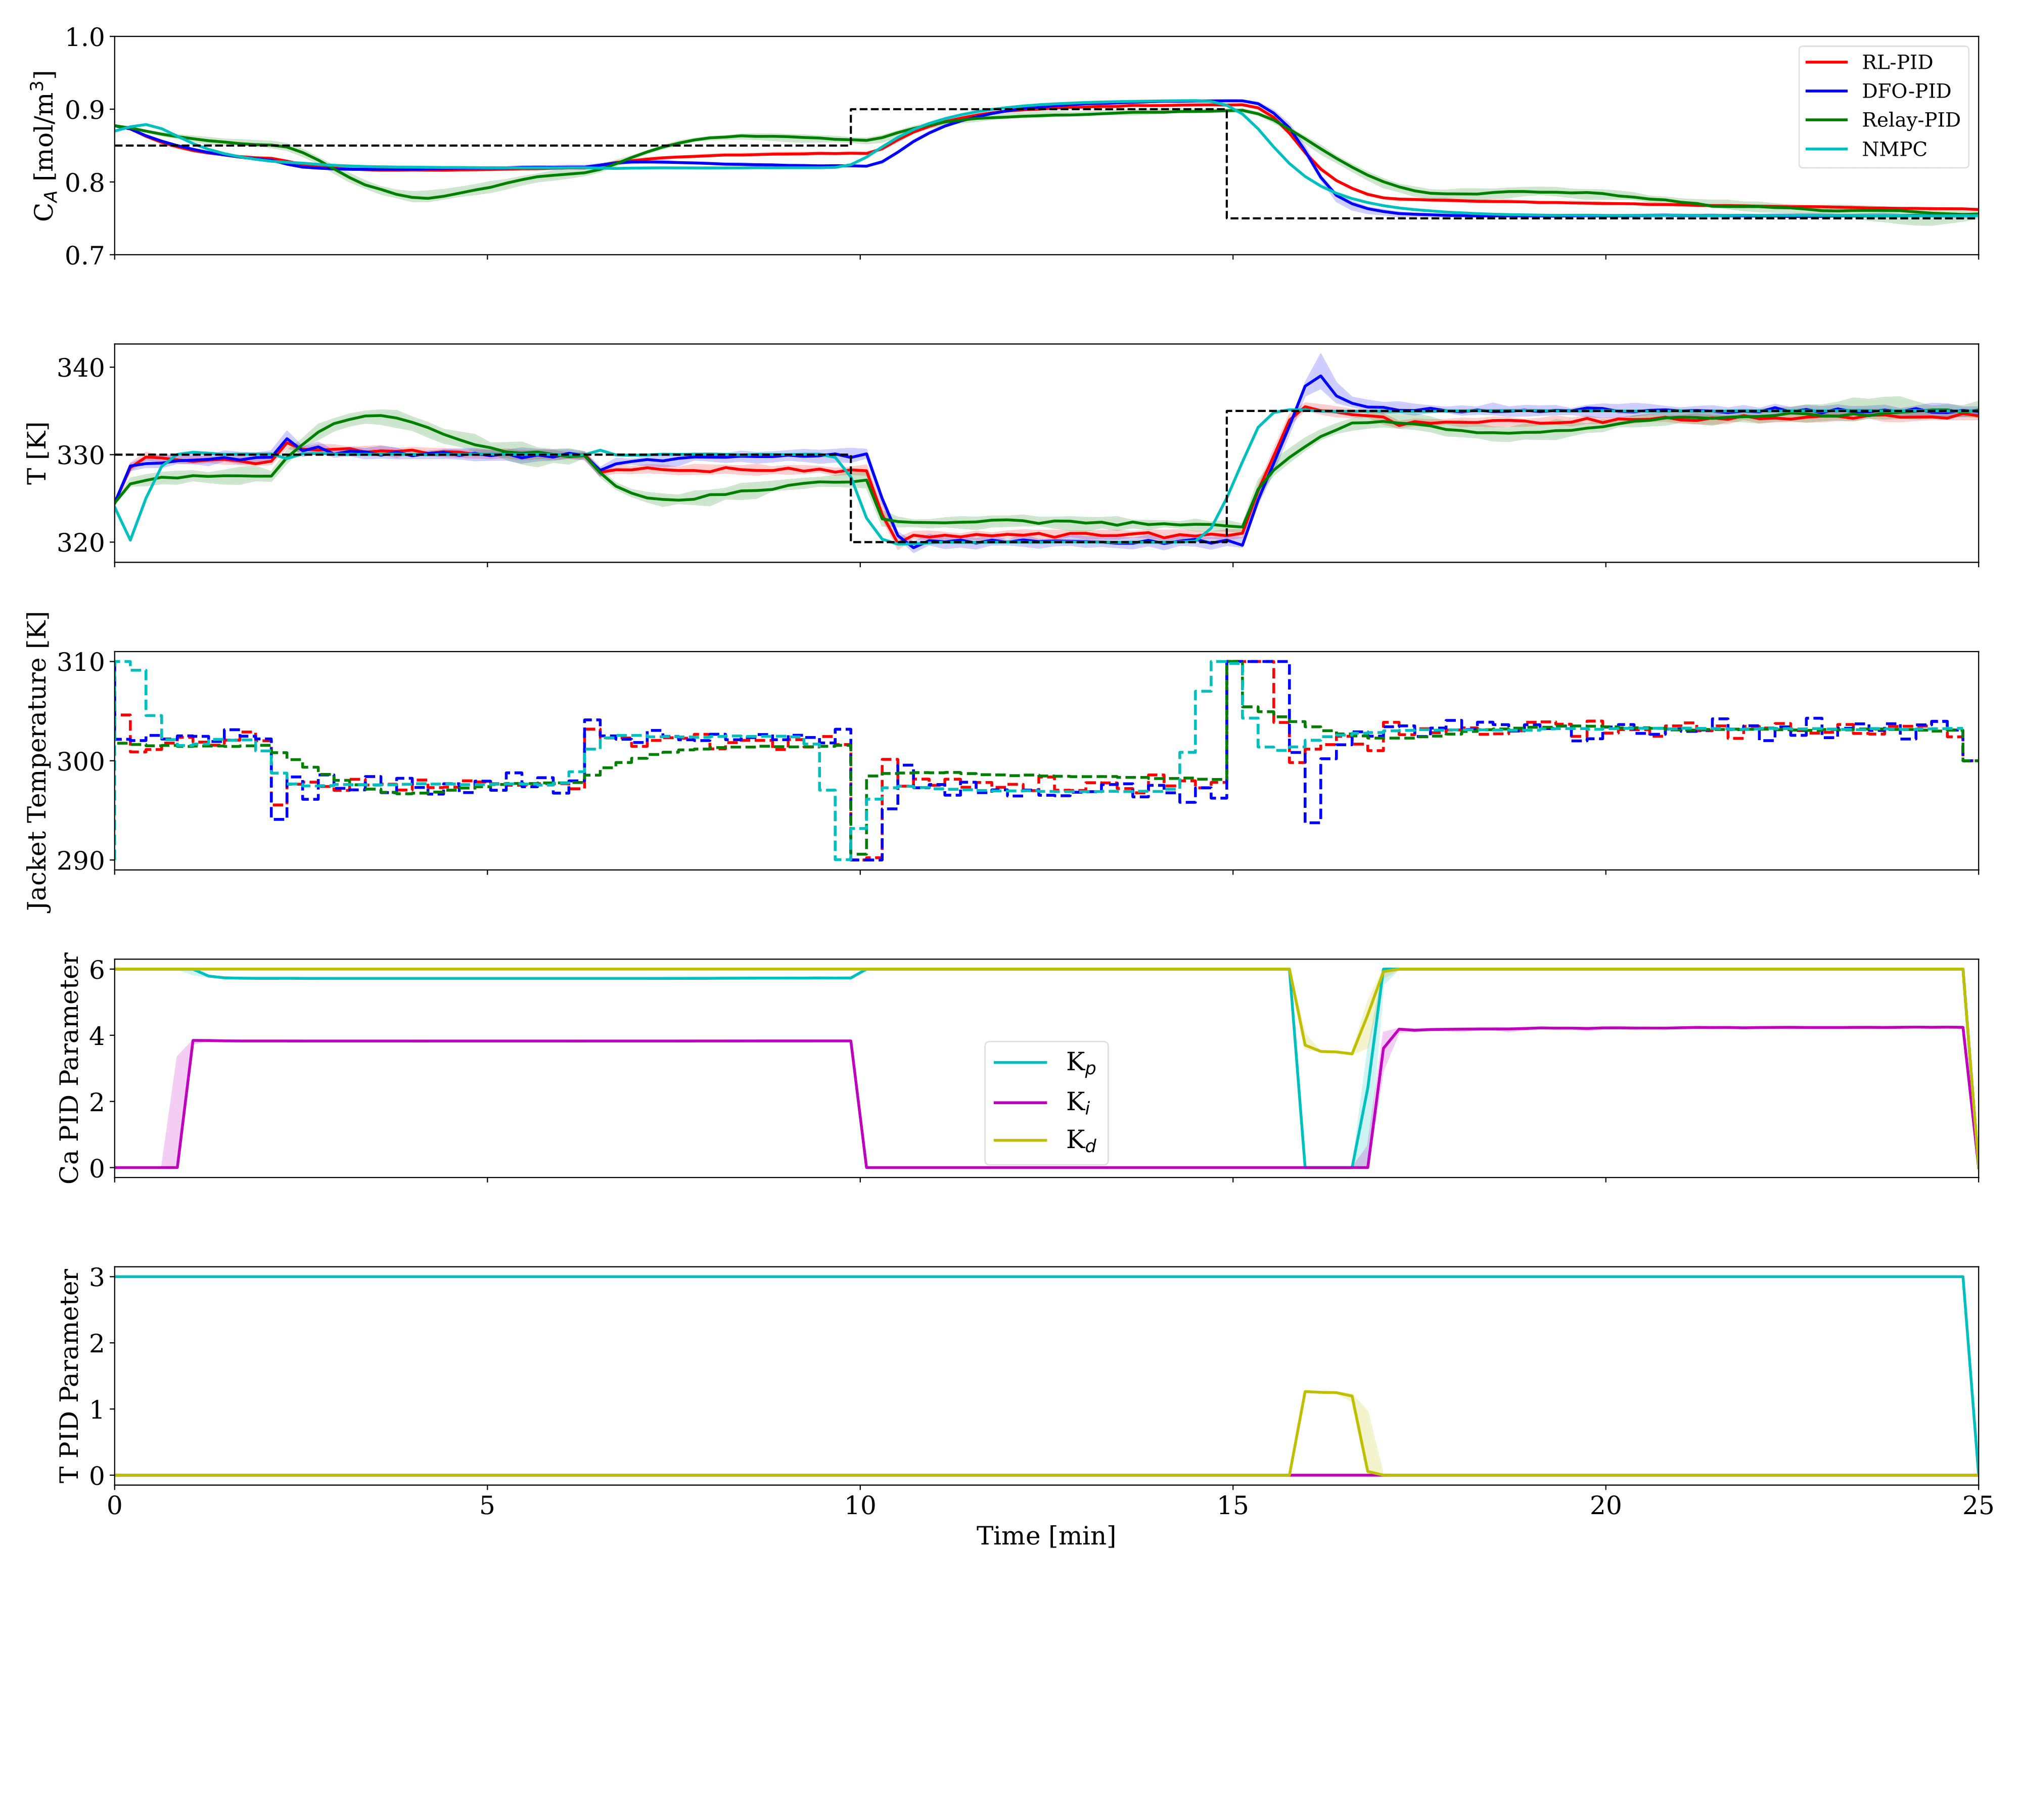 C_A [mol/m^3]
1.0
0.9
0.8
0.7
RL-PID
DFO-PID
Relay-PID
NMPC
T [K]
340
330
320
Jacket Temperature [K]
310
300
290
Ca PID Parameter
6
4
2
0
K_p
K_i
K_d
T PID Parameter
3
2
1
0
0 5 10 15 20 25
Time [min]